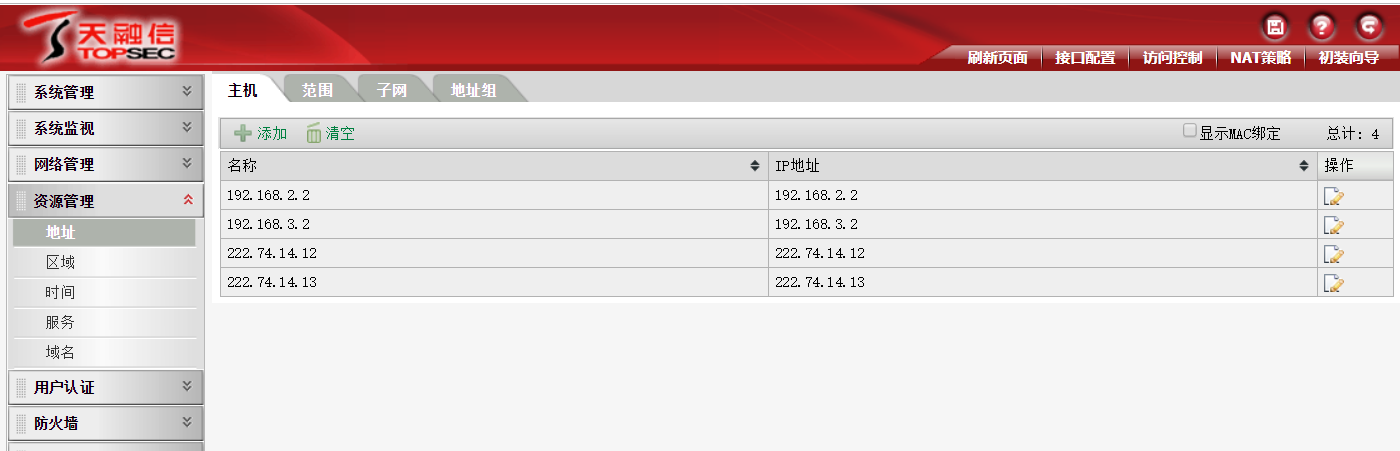 天融信
TOPSEC
刷新页面 接口配置 访问控制 NAT策略 初装向导
系统管理
系统监视
网络管理
资源管理
地址
区域
时间
服务
域名
用户认证
防火墙
主机 范围 子网 地址组
添加 清空 显示MAC绑定 总计: 4
名称 IP地址 操作
192.168.2.2 192.168.2.2
192.168.3.2 192.168.3.2
222.74.14.12 222.74.14.12
222.74.14.13 222.74.14.13